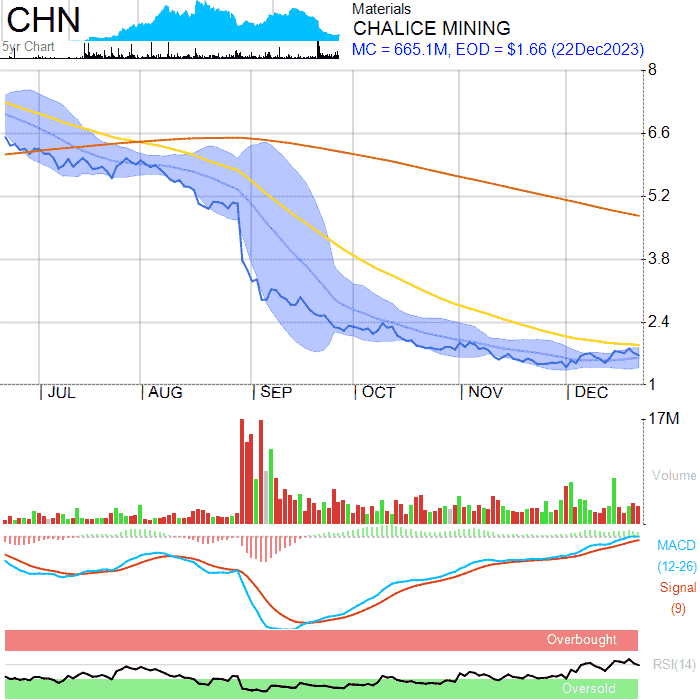 CHN
5yr Chart
Materials
CHALICE MINING
MC = 665.1M, EOD = $1.66 (22Dec2023)
8
6.6
5.2
3.8
2.4
1
| JUL
| AUG
| SEP
| OCT
| NOV
| DEC
17M
Volume
MACD
(12-26)
Signal
(9)
Overbought
RSI(14)
Oversold